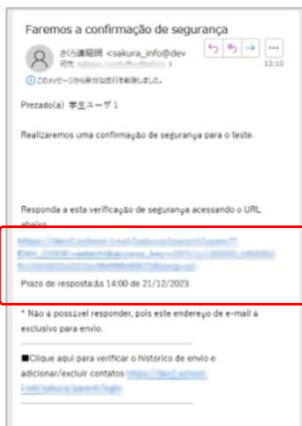 Faremos a confirmação de segurança
さくら連絡網 <sakura_info@dev
宛先
13:10
このメッセージから余分な改行を削除しました。
Prezado(a) 学生ユーザ1
Realizaremos uma confirmação de segurança para o teste.
Responda a esta verificação de segurança acessando o URL
abaixo
Prazo de resposta:às 14:00 de 21/12/2023
* Não á possível responder, pois este endereço de e-mail á
exclusivo para envio.
■Clique aqui para verificar o histórico de envio e
adicionar/excluir contatos